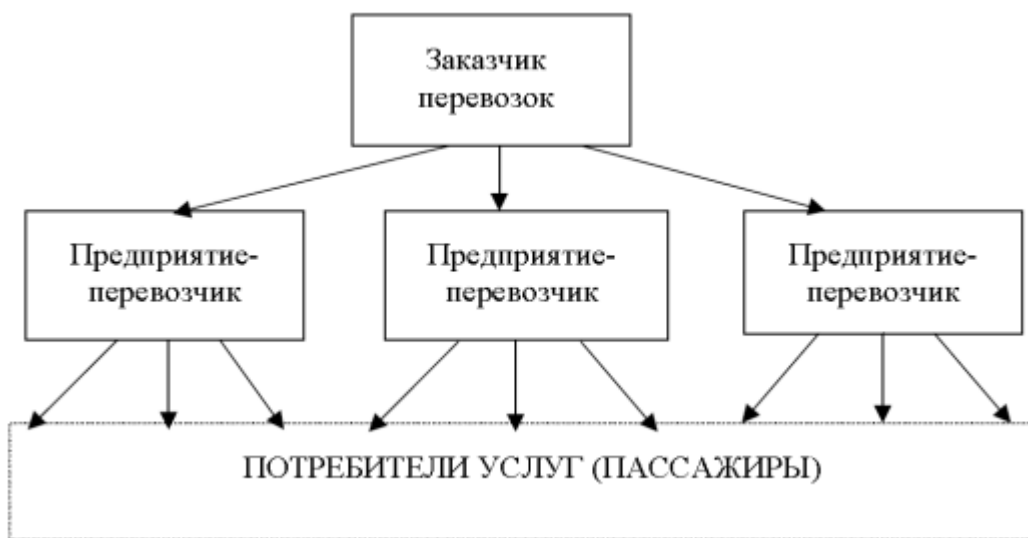 Заказчик
перевозок
Предприятие-
перевозчик
Предприятие-
перевозчик
Предприятие-
перевозчик
ПОТРЕБИТЕЛИ УСЛУГ (ПАССАЖИРЫ)